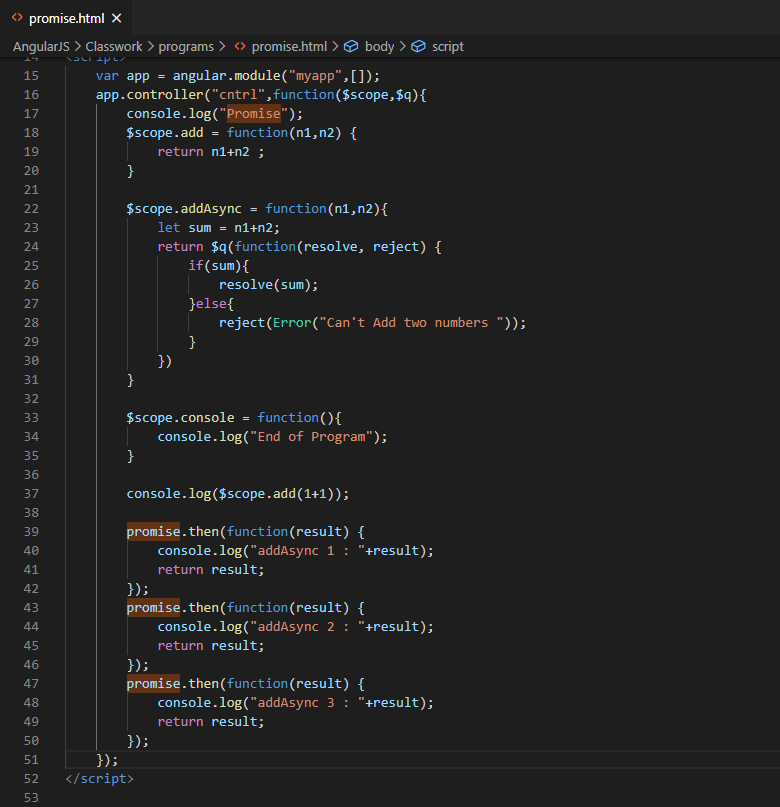 <> promise.html ×
AngularJS > Classwork > programs > <> promise.html > body > script
14 <script>
15 var app = angular.module("myapp",[]);
16 app.controller("cntrl",function($scope,$q){
17 console.log("Promise");
18 $scope.add = function(n1,n2) {
19 return n1+n2 ;
20 }
21
22 $scope.addAsync = function(n1,n2){
23 let sum = n1+n2;
24 return $q(function(resolve, reject) {
25 if(sum){
26 resolve(sum);
27 }else{
28 reject(Error("Can't Add two numbers "));
29 }
30 })
31 }
32
33 $scope.console = function(){
34 console.log("End of Program");
35 }
36
37 console.log($scope.add(1+1));
38
39 promise.then(function(result) {
40 console.log("addAsync 1 : "+result);
41 return result;
42 });
43 promise.then(function(result) {
44 console.log("addAsync 2 : "+result);
45 return result;
46 });
47 promise.then(function(result) {
48 console.log("addAsync 3 : "+result);
49 return result;
50 });
51 });
52 </script>
53